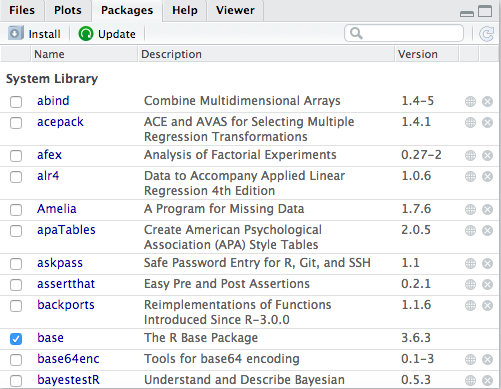 Files Plots Packages Help Viewer
Install Update
Name Description Version
System Library
abind Combine Multidimensional Arrays 1.4-5
acepack ACE and AVAS for Selecting Multiple 1.4.1
Regression Transformations
afex Analysis of Factorial Experiments 0.27-2
alr4 Data to Accompany Applied Linear 1.0.6
Regression 4th Edition
Amelia A Program for Missing Data 1.7.6
apaTables Create American Psychological 2.0.5
Association (APA) Style Tables
askpass Safe Password Entry for R, Git, and SSH 1.1
assertthat Easy Pre and Post Assertions 0.2.1
backports Reimplementations of Functions 1.1.6
Introduced Since R-3.0.0
base The R Base Package 3.6.3
base64enc Tools for base64 encoding 0.1-3
bayestestR Understand and Describe Bayesian 0.5.3